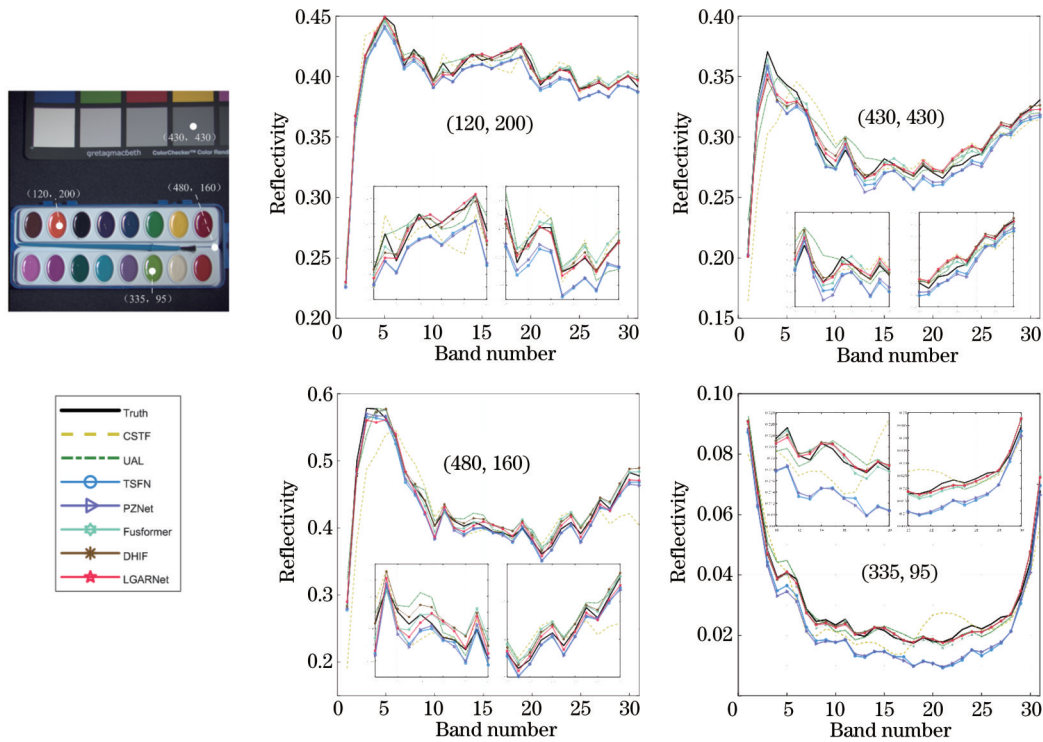 (430, 430)
gretagmacbeth
ColorChecker™ Color Rend
(120, 200)
(480, 160)
(335, 95)
Truth
CSTF
UAL
TSFN
PZNet
Fusformer
DHIF
LGARNet
Reflectivity
0.45
0.40
0.35
0.30
0.25
0.20
(120, 200)
0 5 10 15 20 25 30
Band number
Reflectivity
0.40
0.35
0.30
0.25
0.20
0.15
(430, 430)
0 5 10 15 20 25 30
Band number
Reflectivity
0.6
0.5
0.4
0.3
0.2
(480, 160)
0 5 10 15 20 25 30
Band number
Reflectivity
0.10
0.08
0.06
0.04
0.02
(335, 95)
0 5 10 15 20 25 30
Band number